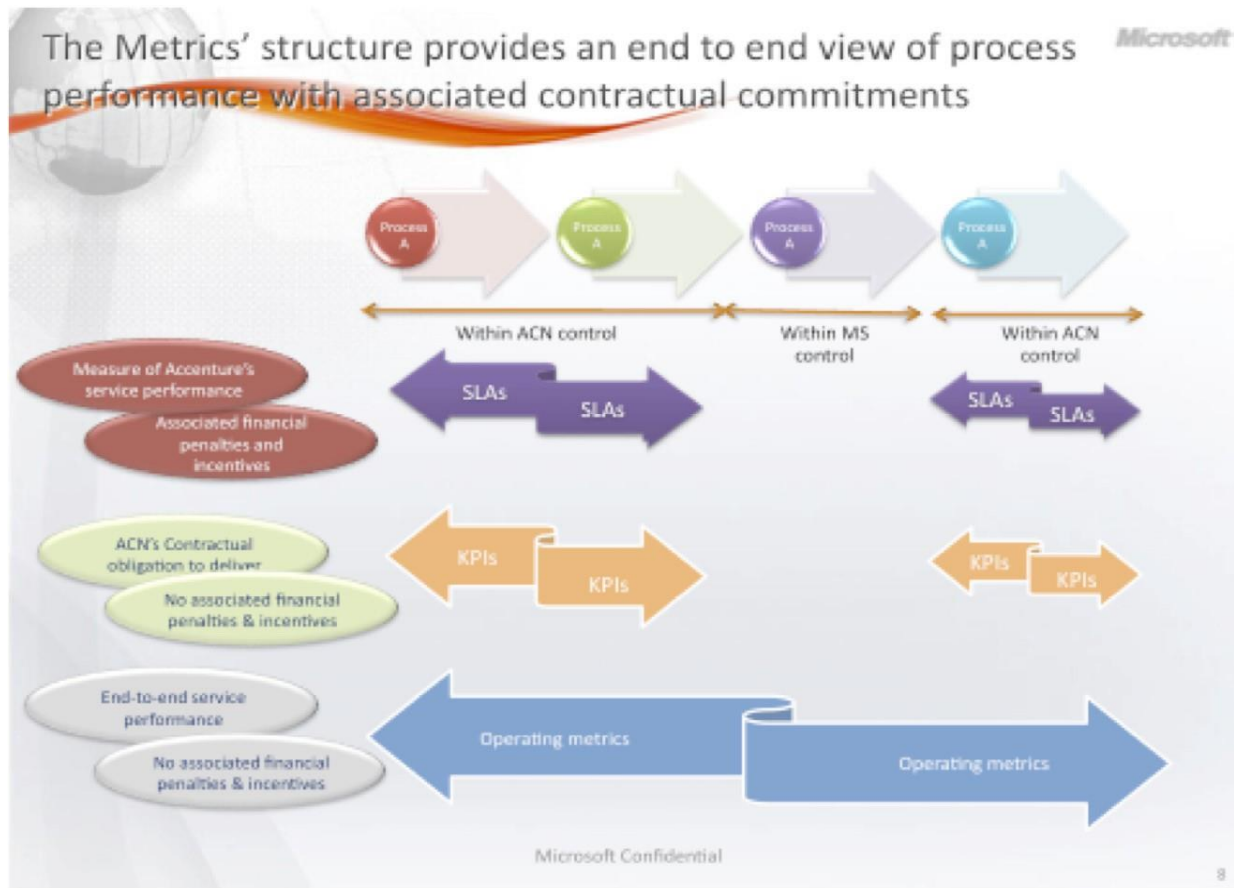 The Metrics' structure provides an end to end view of process
performance with associated contractual commitments
Microsoft
Process
A
Process
A
Process
A
Process
A
Within ACN control
Within MS
control
Within ACN
control
Measure of Accenture's
service performance
Associated financial
penalties and
incentives
SLAs
SLAs
SLAs
SLAs
ACN's Contractual
obligation to deliver
No associated financial
penalties & incentives
KPIs
KPIs
KPIs
KPIs
End-to-end service
performance
No associated financial
penalties & incentives
Operating metrics
Operating metrics
Microsoft Confidential
8